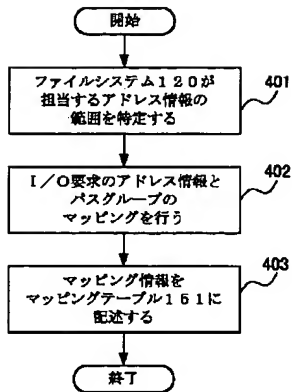 開始
ファイルシステム120が
担当するアドレス情報の
範囲を特定する
401
I/O要求のアドレス情報と
パスグループの
マッピングを行う
402
マッピング情報を
マッピングテーブル161に
記述する
403
終了